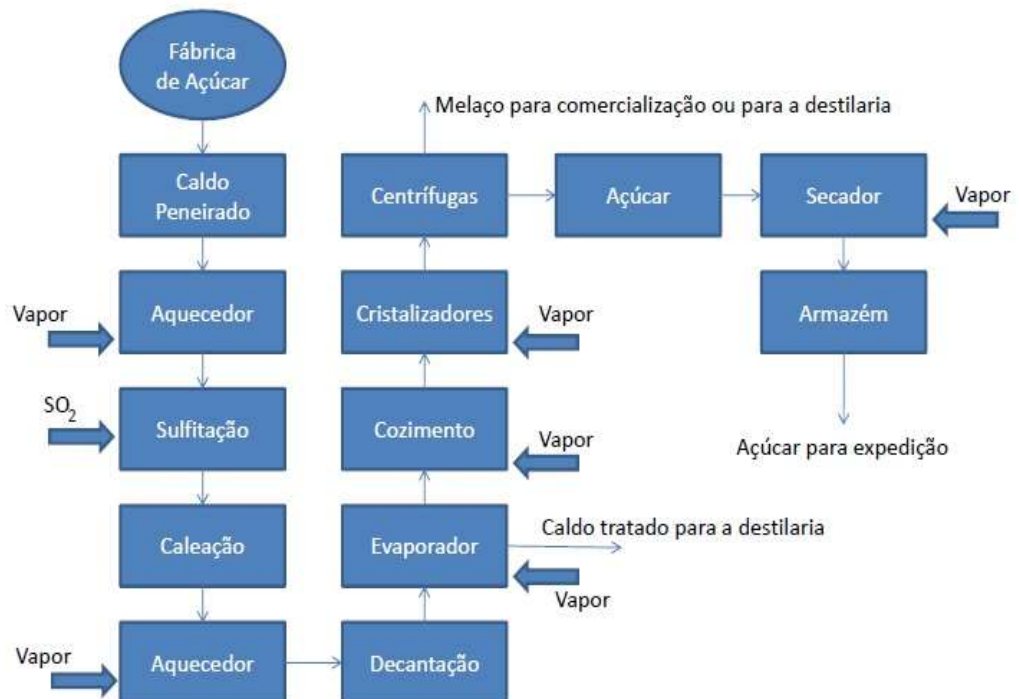 Fábrica
de Açúcar
Melaço para comercialização ou para a destilaria
Caldo
Peneirado
Centrífugas
Açúcar
Secador
Vapor
Vapor
Aquecedor
Cristalizadores
Vapor
Armazém
SO2
Sulfitação
Cozimento
Vapor
Açúcar para expedição
Caleação
Evaporador
Caldo tratado para a destilaria
Vapor
Vapor
Aquecedor
Decantação